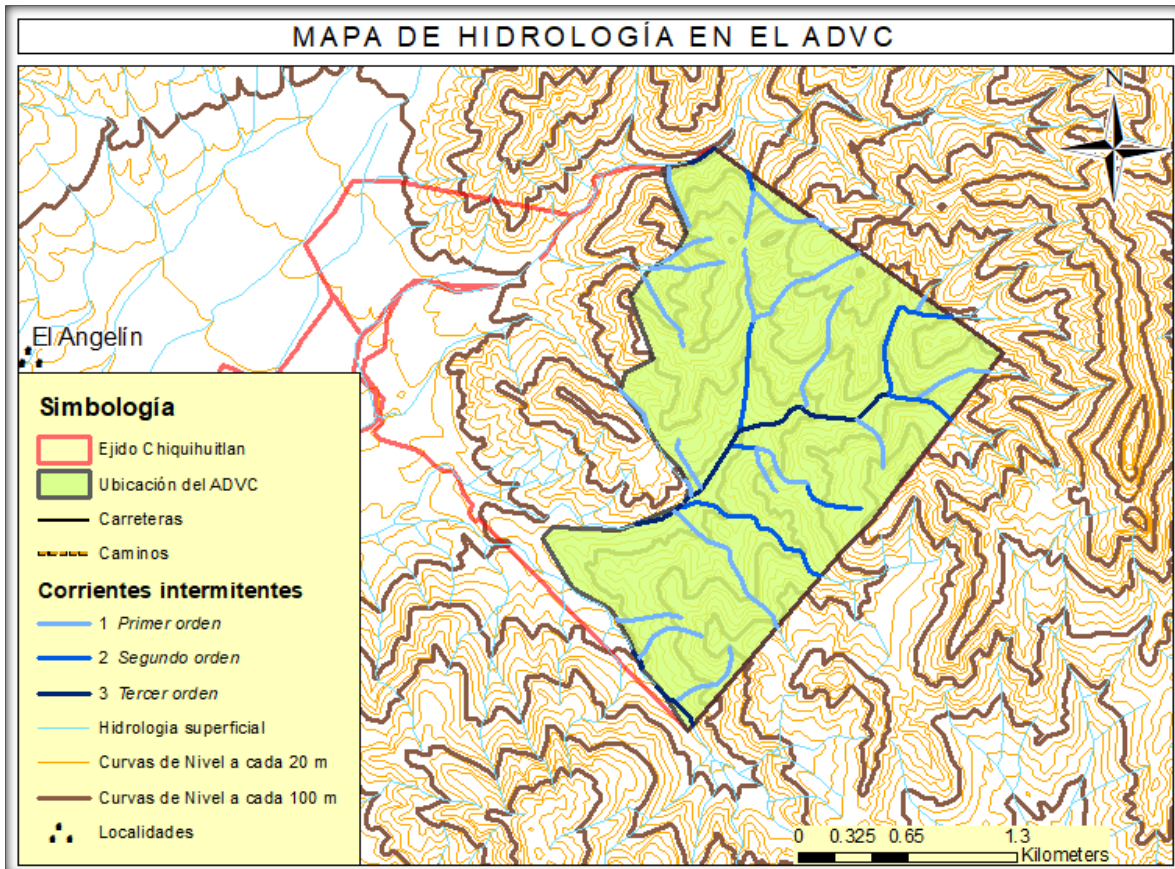 MAPA DE HIDROLOGÍA EN EL ADVC
N
El Angelín
Simbología
Ejido Chiquihuitlan
Ubicación del ADVC
Carreteras
Caminos
Corrientes intermitentes
1 Primer orden
2 Segundo orden
3 Tercer orden
Hidrologia superficial
Curvas de Nivel a cada 20 m
Curvas de Nivel a cada 100 m
Localidades
0 0.325 0.65 1.3
Kilometers